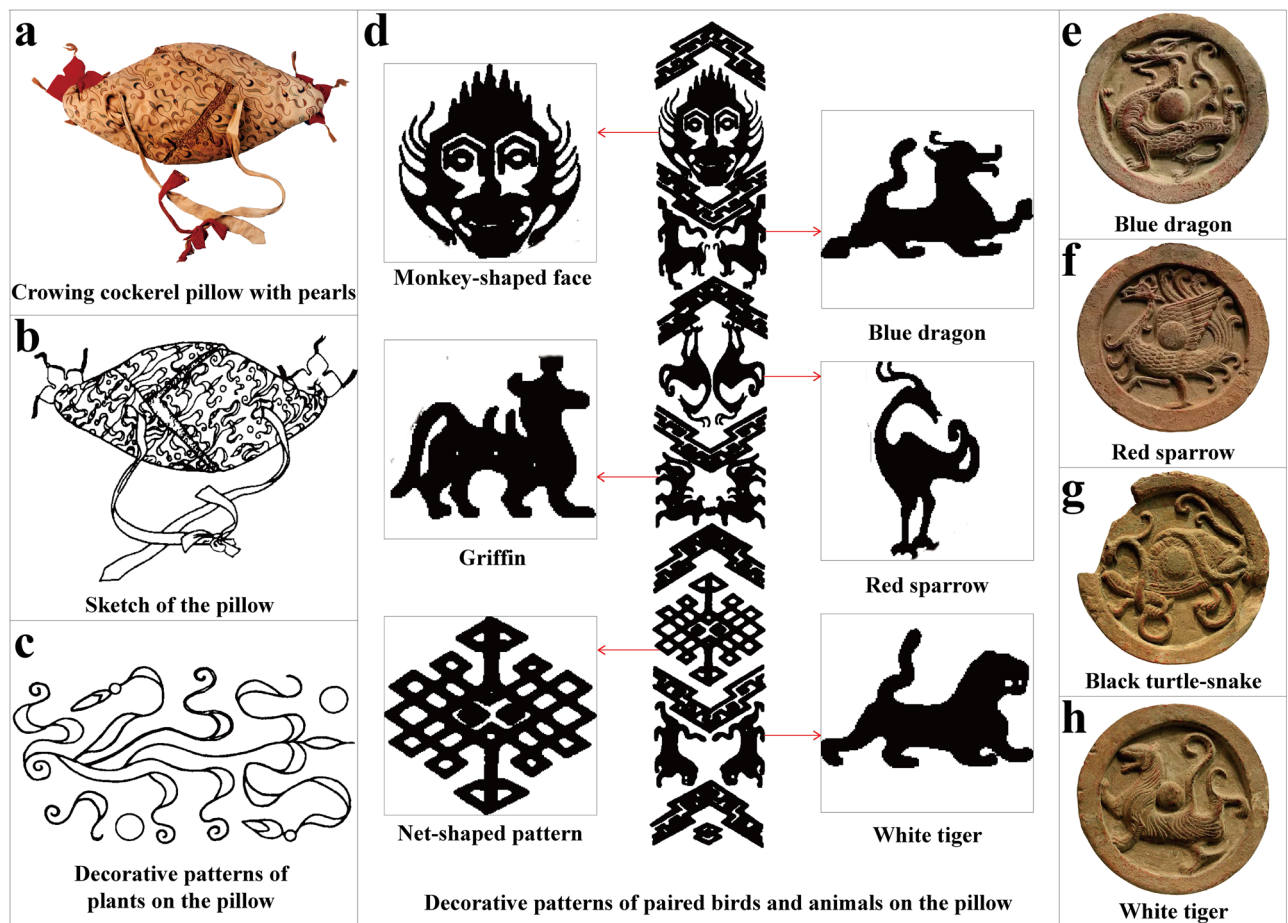 a
Crowing cockerel pillow with pearls
b
Sketch of the pillow
c
Decorative patterns of
plants on the pillow
d
Monkey-shaped face
Blue dragon
Griffin
Red sparrow
Net-shaped pattern
White tiger
Decorative patterns of paired birds and animals on the pillow
e
Blue dragon
f
Red sparrow
g
Black turtle-snake
h
White tiger